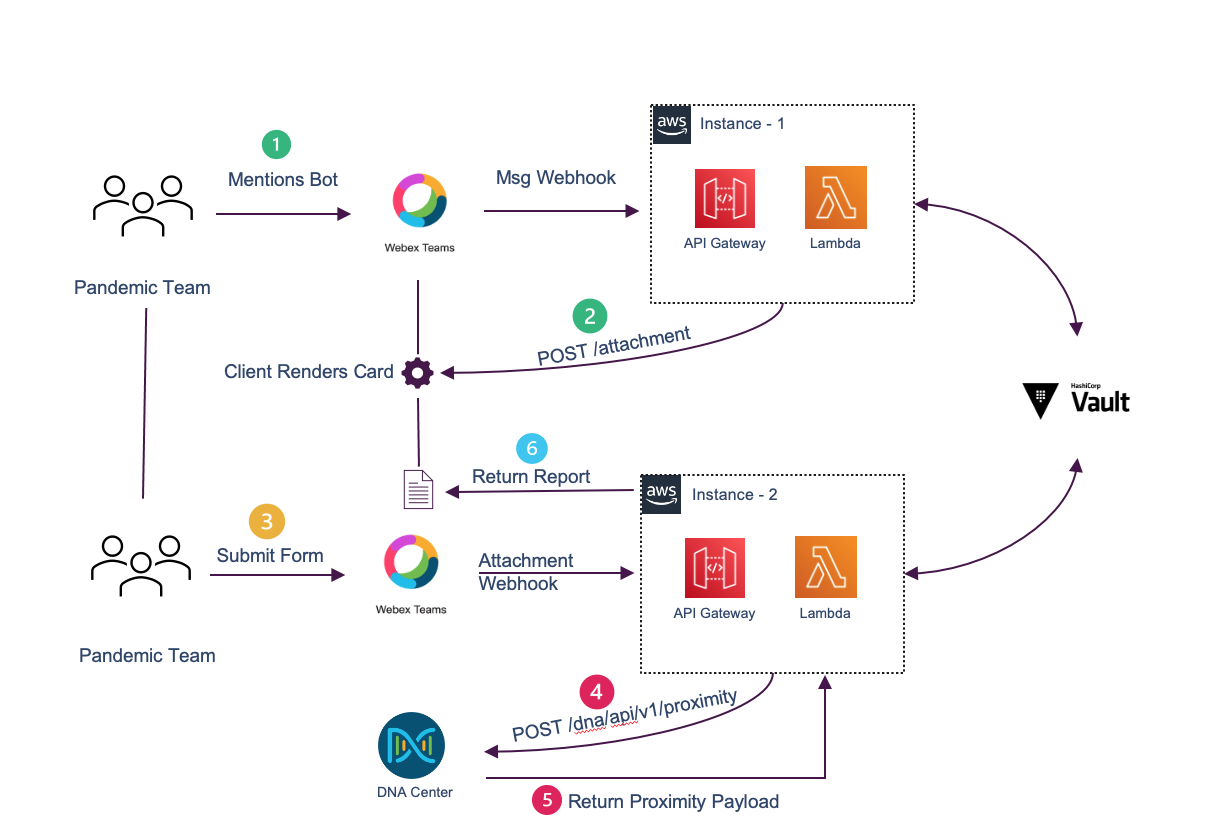 aws
Instance - 1
1
Mentions Bot
Msg Webhook
Webex Teams
API Gateway
Lambda
Pandemic Team
2
POST /attachment
Client Renders Card
HashiCorp
Vault
6
Return Report
aws
Instance - 2
3
Submit Form
Attachment
Webhook
Webex Teams
API Gateway
Lambda
Pandemic Team
4
POST /dna/api/v1/proximity
DNA Center
5
Return Proximity Payload